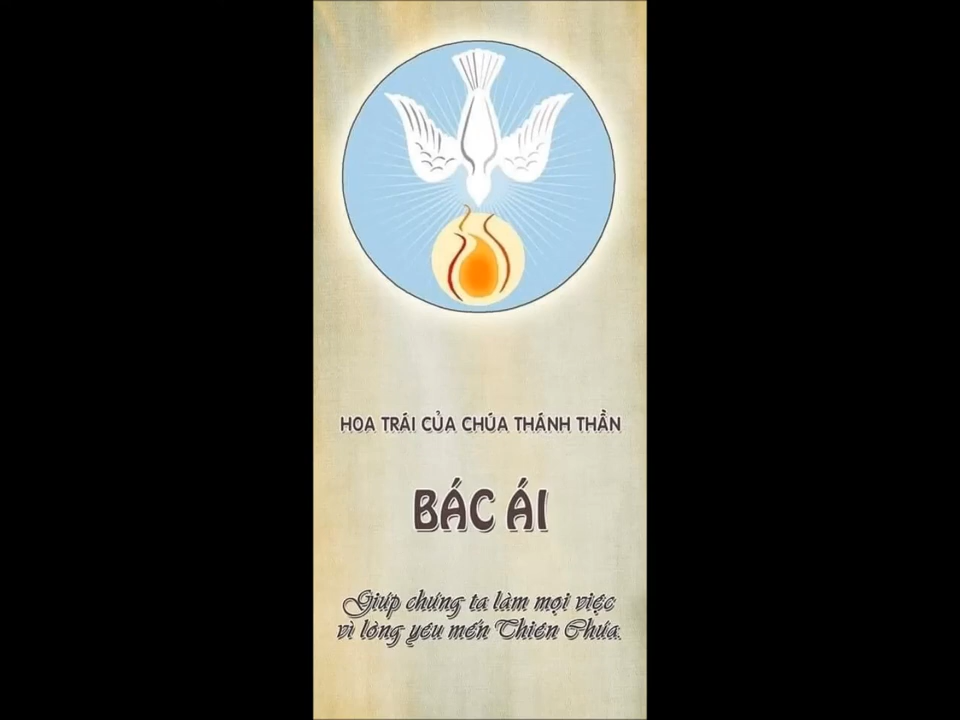 HOA TRÁI CỦA CHÚA THÁNH THẦN
BÁC ÁI
Giúp chúng ta làm mọi việc
vì lòng yêu mến Thiên Chúa.